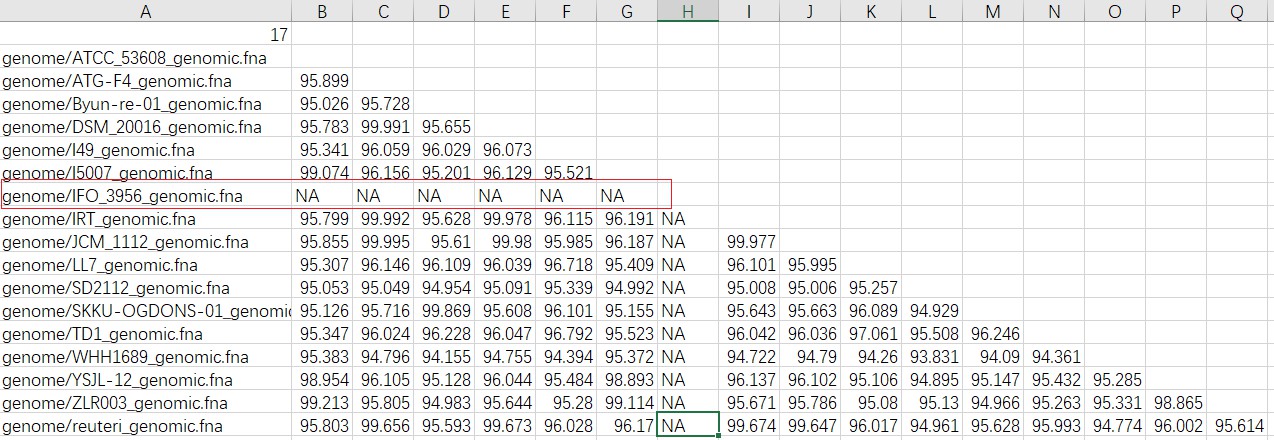 A B C D E F G H I J K L M N O P Q
17
genome/ATCC_53608_genomic.fna
genome/ATG-F4_genomic.fna 95.899
genome/Byun-re-01_genomic.fna 95.026 95.728
genome/DSM_20016_genomic.fna 95.783 99.991 95.655
genome/I49_genomic.fna 95.341 96.059 96.029 96.073
genome/I5007_genomic.fna 99.074 96.156 95.201 96.129 95.521
genome/IFO_3956_genomic.fna NA NA NA NA NA NA
genome/IRT_genomic.fna 95.799 99.992 95.628 99.978 96.115 96.191 NA
genome/JCM_1112_genomic.fna 95.855 99.995 95.61 99.98 95.985 96.187 NA 99.977
genome/LL7_genomic.fna 95.307 96.146 96.109 96.039 96.718 95.409 NA 96.101 95.995
genome/SD2112_genomic.fna 95.053 95.049 94.954 95.091 95.339 94.992 NA 95.008 95.006 95.257
genome/SKKU-OGDONS-01_genomic 95.126 95.716 99.869 95.608 96.101 95.155 NA 95.643 95.663 96.089 94.929
genome/TD1_genomic.fna 95.347 96.024 96.228 96.047 96.792 95.523 NA 96.042 96.036 97.061 95.508 96.246
genome/WHH1689_genomic.fna 95.383 94.796 94.155 94.755 94.394 95.372 NA 94.722 94.79 94.26 93.831 94.09 94.361
genome/YSJL-12_genomic.fna 98.954 96.105 95.128 96.044 95.484 98.893 NA 96.137 96.102 95.106 94.895 95.147 95.432 95.285
genome/ZLR003_genomic.fna 99.213 95.805 94.983 95.644 95.28 99.114 NA 95.671 95.786 95.08 95.13 94.966 95.263 95.331 98.865
genome/reuteri_genomic.fna 95.803 99.656 95.593 99.673 96.028 96.17 NA 99.674 99.647 96.017 94.961 95.628 95.993 94.774 96.002 95.614